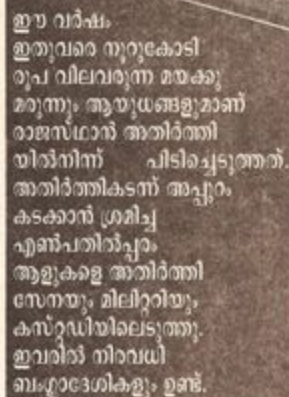 ഈ വർഷം
ഇതുവരെ നൂറുകോടി
രൂപ വിലവരുന്ന മയക്കു
മരുന്നും ആയുധങ്ങളുമാണ്
രാജസ്ഥാൻ അതിർത്തി
യിൽനിന്ന് പിടിച്ചെടുത്തത്.
അതിർത്തികടന്ന് അപ്പുറം
കടക്കാൻ ശ്രമിച്ച
എൺപതിൽപ്പരം
ആളുകളെ അതിർത്തി
സേനയും മിലിറ്ററിയും
കസ്റ്റഡിയിലെടുത്തു.
ഇവരിൽ നിരവധി
ബംഗ്ലാദേശികളും ഉണ്ട്.